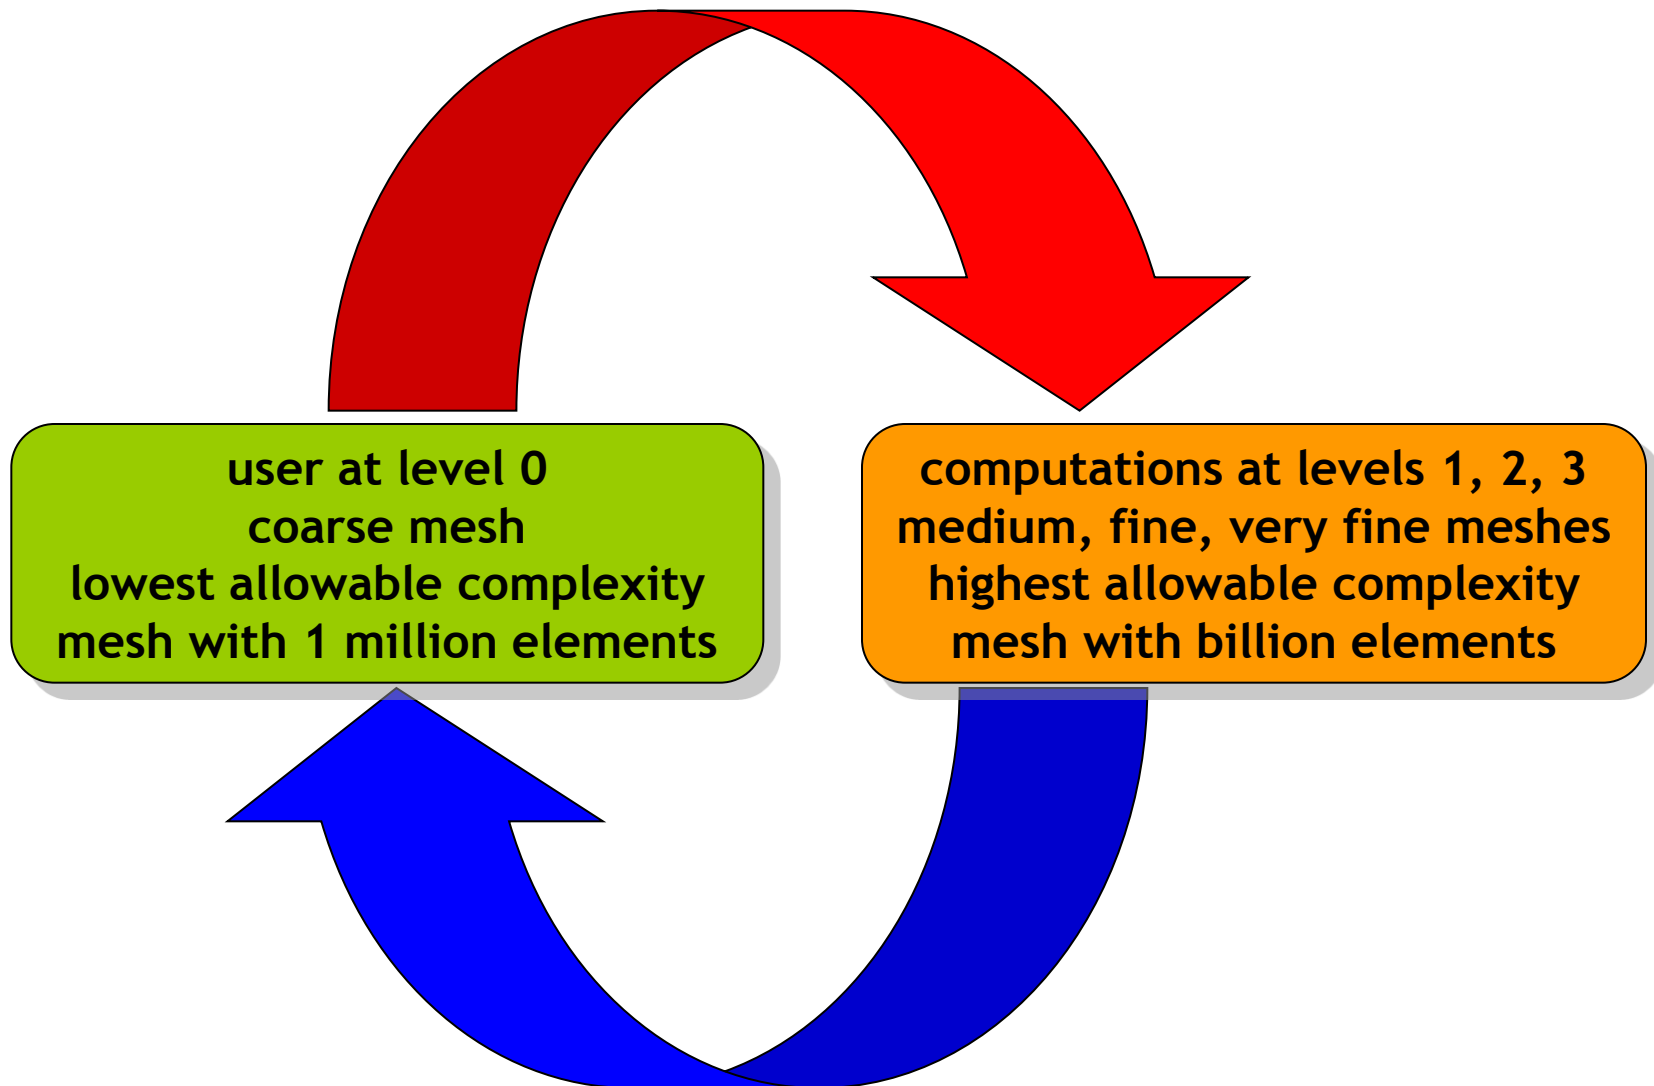 user at level 0
coarse mesh
lowest allowable complexity
mesh with 1 million elements
computations at levels 1, 2, 3
medium, fine, very fine meshes
highest allowable complexity
mesh with billion elements